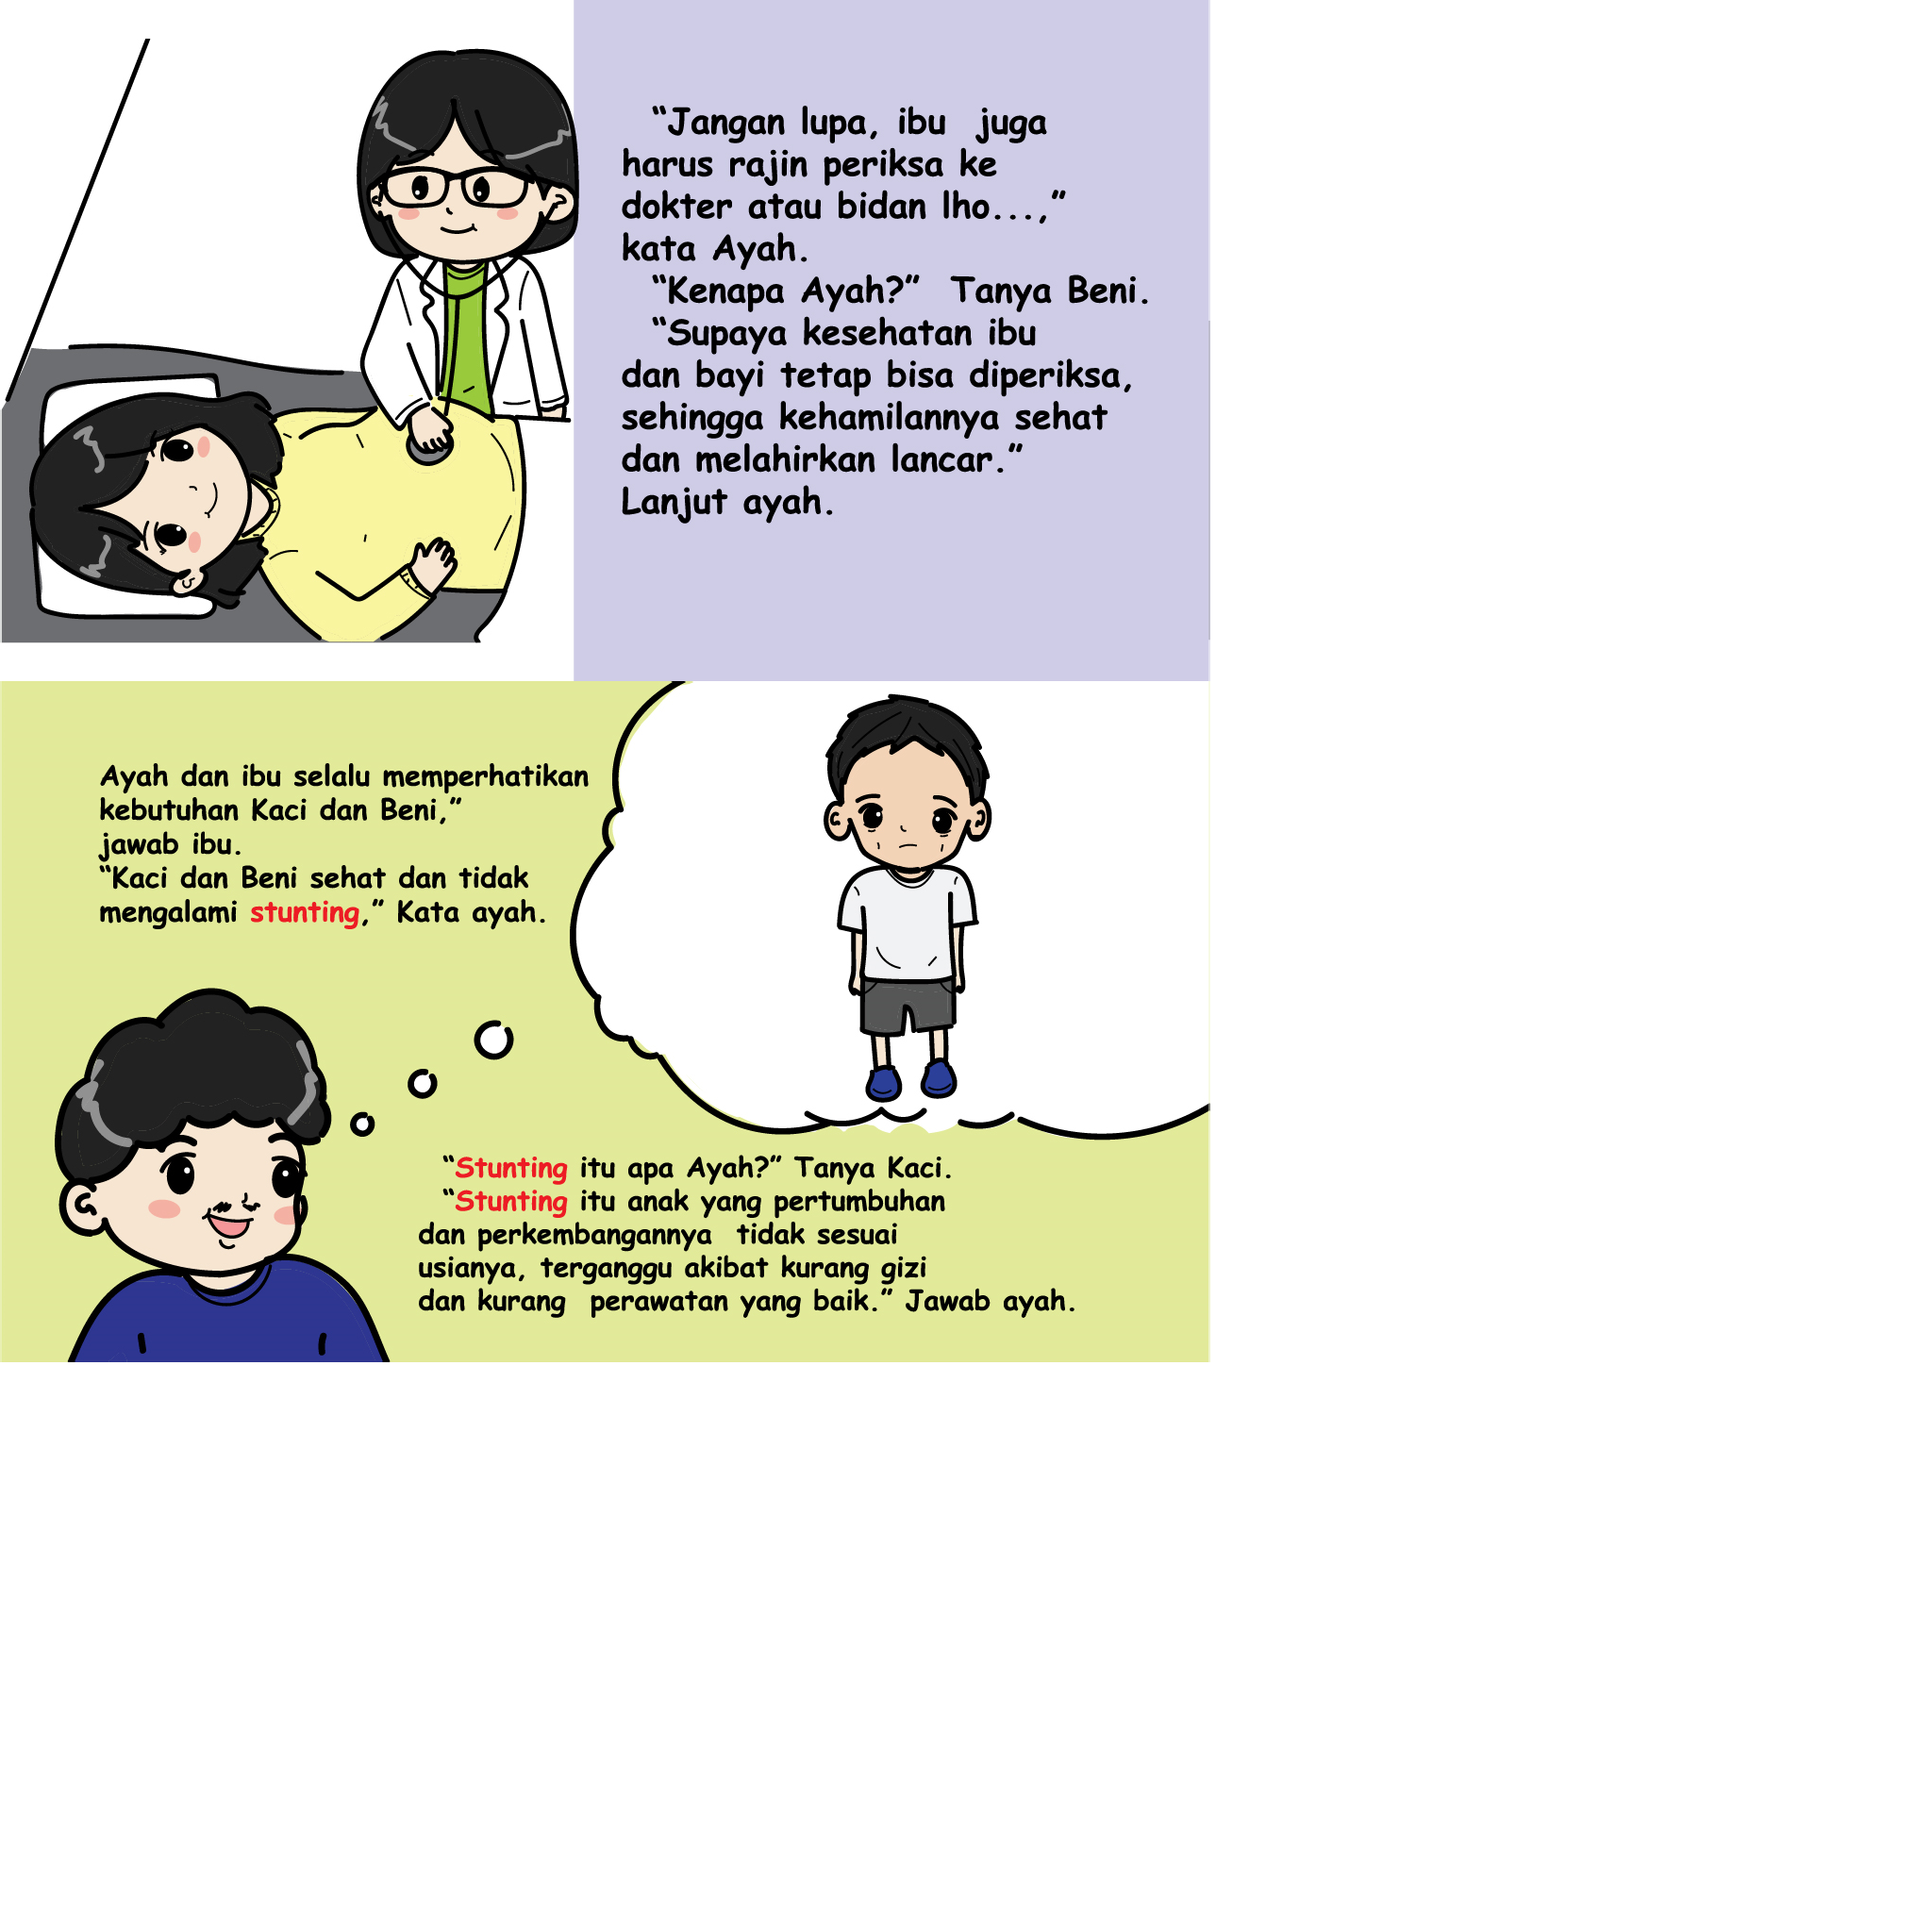 “Jangan lupa, ibu juga
harus rajin periksa ke
dokter atau bidan lho...,”
kata Ayah.
“Kenapa Ayah?” Tanya Beni.
“Supaya kesehatan ibu
dan bayi tetap bisa diperiksa,
sehingga kehamilannya sehat
dan melahirkan lancar.”
Lanjut ayah.
Ayah dan ibu selalu memperhatikan
kebutuhan Kaci dan Beni,”
jawab ibu.
“Kaci dan Beni sehat dan tidak
mengalami stunting,” Kata ayah.
“Stunting itu apa Ayah?” Tanya Kaci.
“Stunting itu anak yang pertumbuhan
dan perkembangannya tidak sesuai
usianya, terganggu akibat kurang gizi
dan kurang perawatan yang baik.” Jawab ayah.